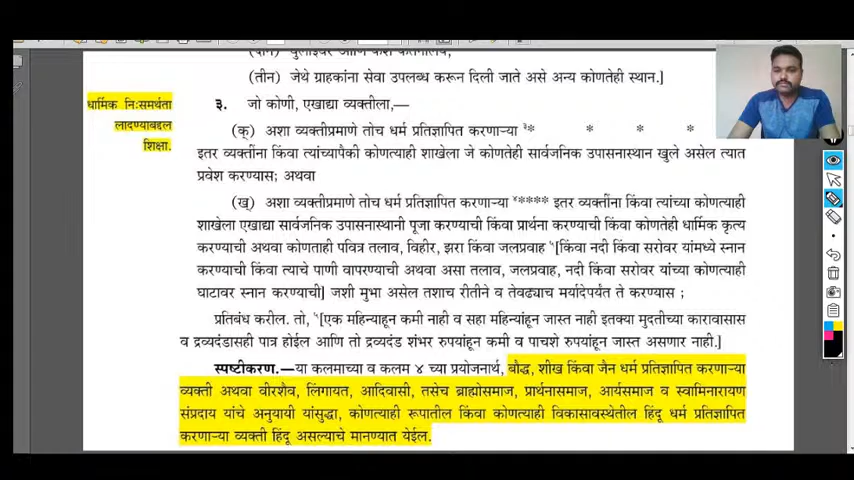 (तीन) जेथे ग्राहकांना सेवा उपलब्ध करून दिली जाते असे अन्य कोणतेही स्थान.]
धार्मिक निःसमर्थता
लादण्याबद्दल
शिक्षा.
३. जो कोणी, एखाद्या व्यक्तीला,—
(क) अशा व्यक्तीप्रमाणे तोच धर्म प्रतिज्ञापित करणाऱ्या ³* * * *
इतर व्यक्तींना किंवा त्यांच्यापैकी कोणत्याही शाखेला जे कोणतेही सार्वजनिक उपासनास्थान खुले असेल त्यात
प्रवेश करण्यास; अथवा
(ख) अशा व्यक्तीप्रमाणे तोच धर्म प्रतिज्ञापित करणाऱ्या ****  इतर व्यक्तींना किंवा त्यांच्या कोणत्याही
शाखेला एखाद्या सार्वजनिक उपासनास्थानी पूजा करण्याची किंवा प्रार्थना करण्याची किंवा कोणतेही धार्मिक कृत्य
करण्याची अथवा कोणताही पवित्र तलाव, विहीर, झरा किंवा जलप्रवाह [किंवा नदी किंवा सरोवर यांमध्ये स्नान
करण्याची किंवा त्याचे पाणी वापरण्याची अथवा असा तलाव, जलप्रवाह, नदी किंवा सरोवर यांच्या कोणत्याही
घाटावर स्नान करण्याची] जशी मुभा असेल तशाच रीतीने व तेवढ्याच मर्यादेपर्यंत ते करण्यास ;
प्रतिबंध करील. तो, [एक महिन्याहून कमी नाही व सहा महिन्यांहून जास्त नाही इतक्या मुदतीच्या कारावासास
व द्रव्यदंडासही पात्र होईल आणि तो द्रव्यदंड शंभर रुपयांहून कमी व पाचशे रुपयांहून जास्त असणार नाही.]
स्पष्टीकरण.—या कलमाच्या व कलम ४ च्या प्रयोजनार्थ, बौद्ध, शीख किंवा जैन धर्म प्रतिज्ञापित करणाऱ्या
व्यक्ती अथवा वीरशैव, लिंगायत, आदिवासी, तसेच ब्राह्मोसमाज, प्रार्थनासमाज, आर्यसमाज व स्वामिनारायण
संप्रदाय यांचे अनुयायी यांसुद्धा, कोणत्याही रूपातील किंवा कोणत्याही विकासावस्थेतील हिंदू धर्म प्रतिज्ञापित
करणाऱ्या व्यक्ती हिंदू असल्याचे मानण्यात येईल.